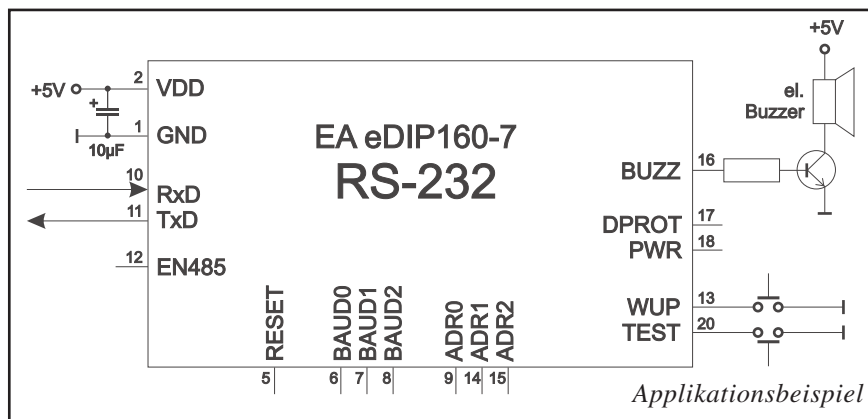 +5V
2 VDD
+5V
el.
Buzzer
1 GND
10µF
EA eDIP160-7
RS-232
10 RxD
11 TxD
12 EN485
BUZZ 16
DPROT 17
PWR 18
WUP 13
TEST 20
RESET
BAUD0
BAUD1
BAUD2
ADR0
ADR1
ADR2
5 6 7 8 9 14 15
Applikationsbeispiel